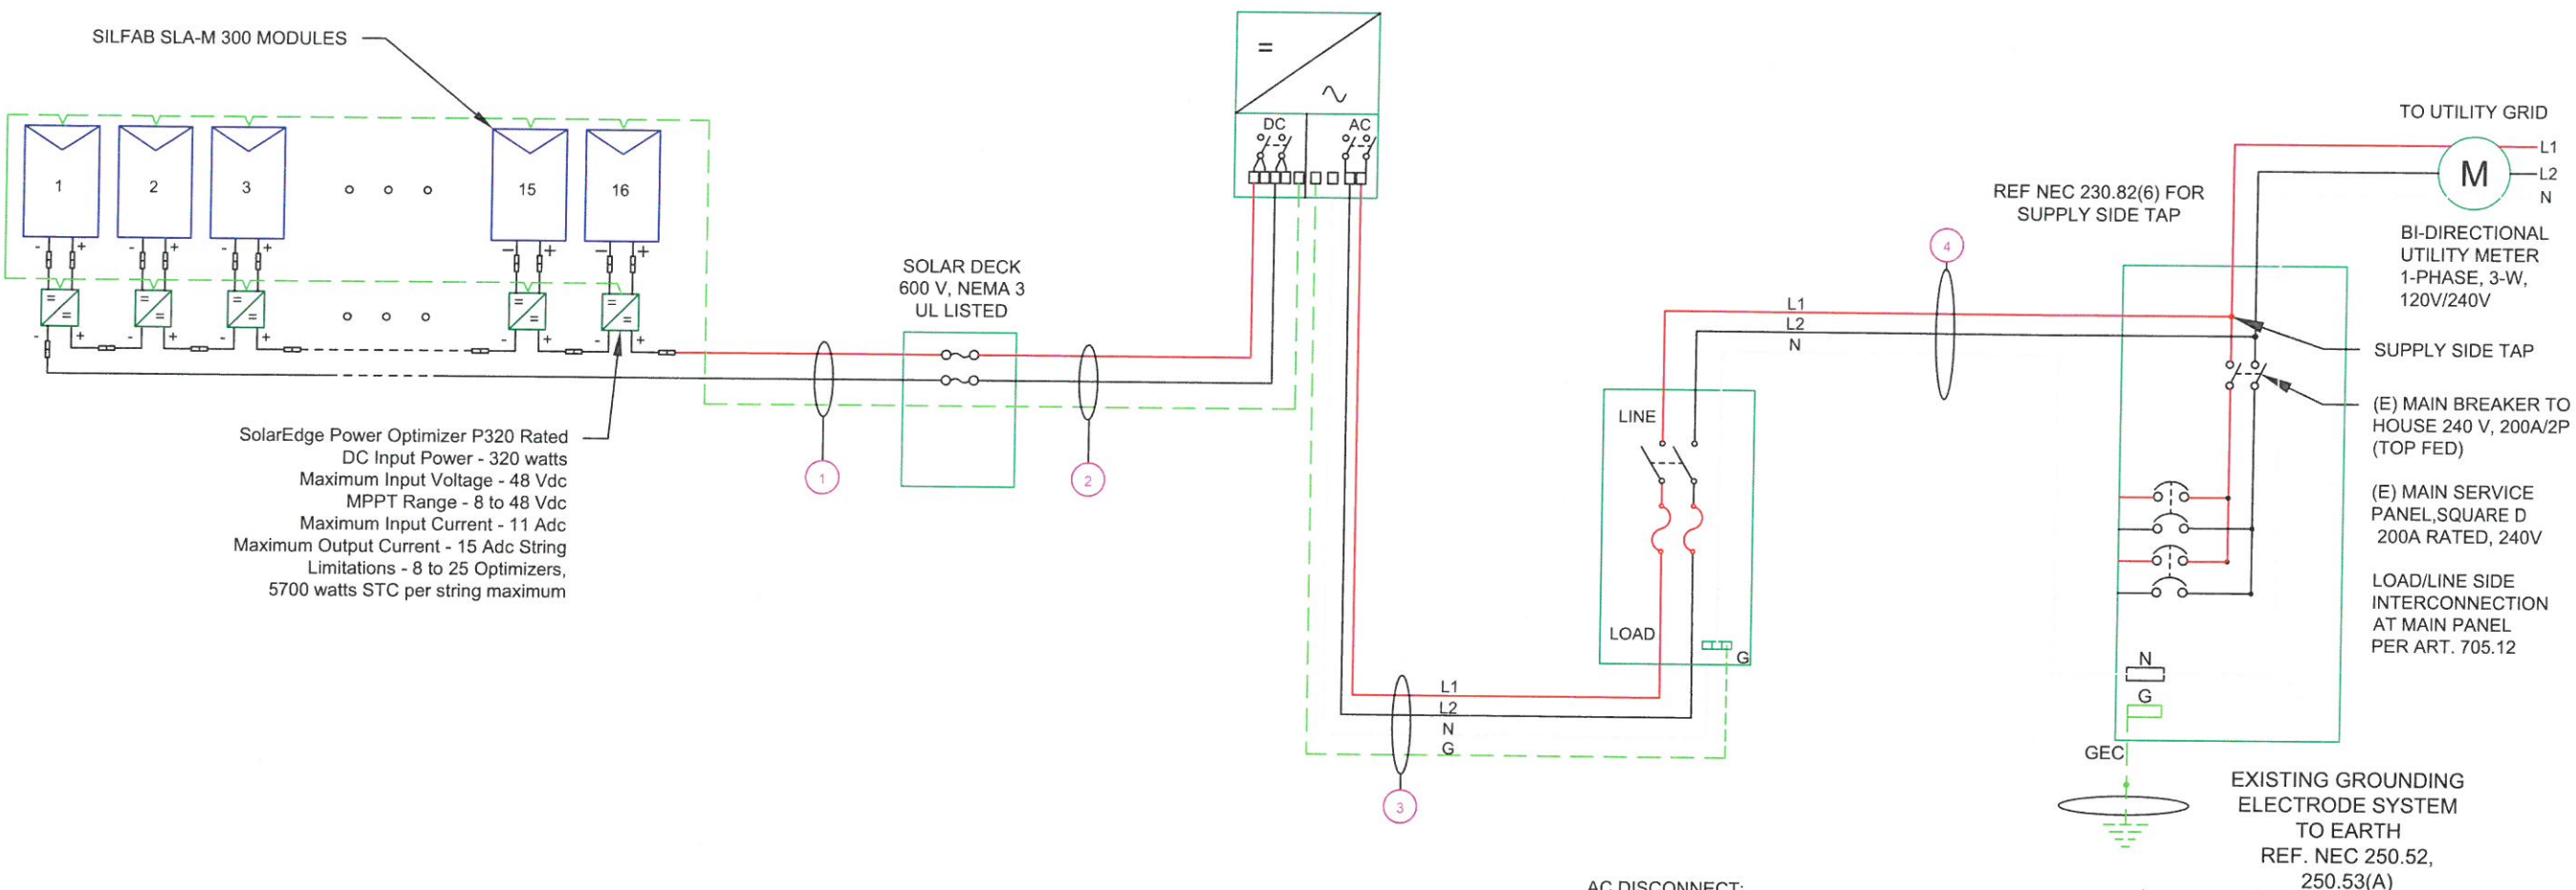 SILFAB SLA-M 300 MODULES
1
2
3
15
16
- +
- +
- +
- +
- +
=
=
=
=
=
=
=
=
=
=
- +
- +
- +
- +
- +
SolarEdge Power Optimizer P320 Rated
DC Input Power - 320 watts
Maximum Input Voltage - 48 Vdc
MPPT Range - 8 to 48 Vdc
Maximum Input Current - 11 Adc
Maximum Output Current - 15 Adc String
Limitations - 8 to 25 Optimizers,
5700 watts STC per string maximum
1
SOLAR DECK
600 V, NEMA 3
UL LISTED
2
=
DC
AC
L1
L2
N
G
3
LINE
LOAD
G
AC DISCONNECT:
L1
L2
N
4
REF NEC 230.82(6) FOR
SUPPLY SIDE TAP
TO UTILITY GRID
M
L1
L2
N
BI-DIRECTIONAL
UTILITY METER
1-PHASE, 3-W,
120V/240V
SUPPLY SIDE TAP
(E) MAIN BREAKER TO
HOUSE 240 V, 200A/2P
(TOP FED)
(E) MAIN SERVICE
PANEL,SQUARE D
200A RATED, 240V
LOAD/LINE SIDE
INTERCONNECTION
AT MAIN PANEL
PER ART. 705.12
N
G
GEC
EXISTING GROUNDING
ELECTRODE SYSTEM
TO EARTH
REF. NEC 250.52,
250.53(A)